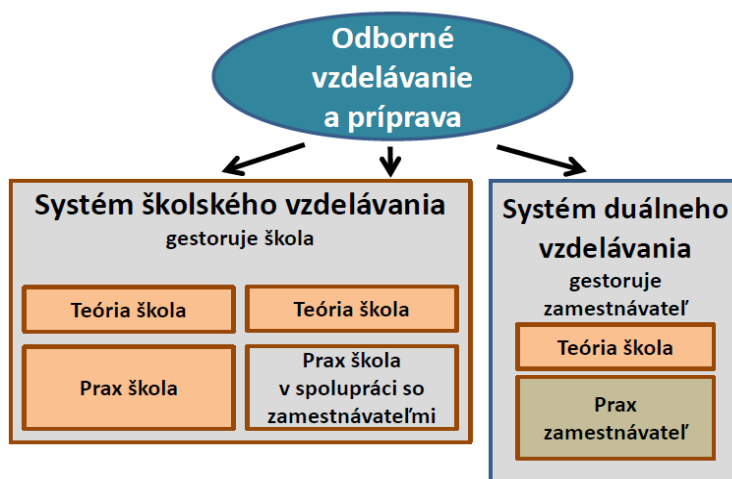 Odborné
vzdelávanie
a príprava
Systém školského vzdelávania
gestoruje škola
Teória škola
Teória škola
Prax škola
Prax škola
v spolupráci so
zamestnávateľmi
Systém duálneho
vzdelávania
gestoruje
zamestnávateľ
Teória škola
Prax
zamestnávateľ